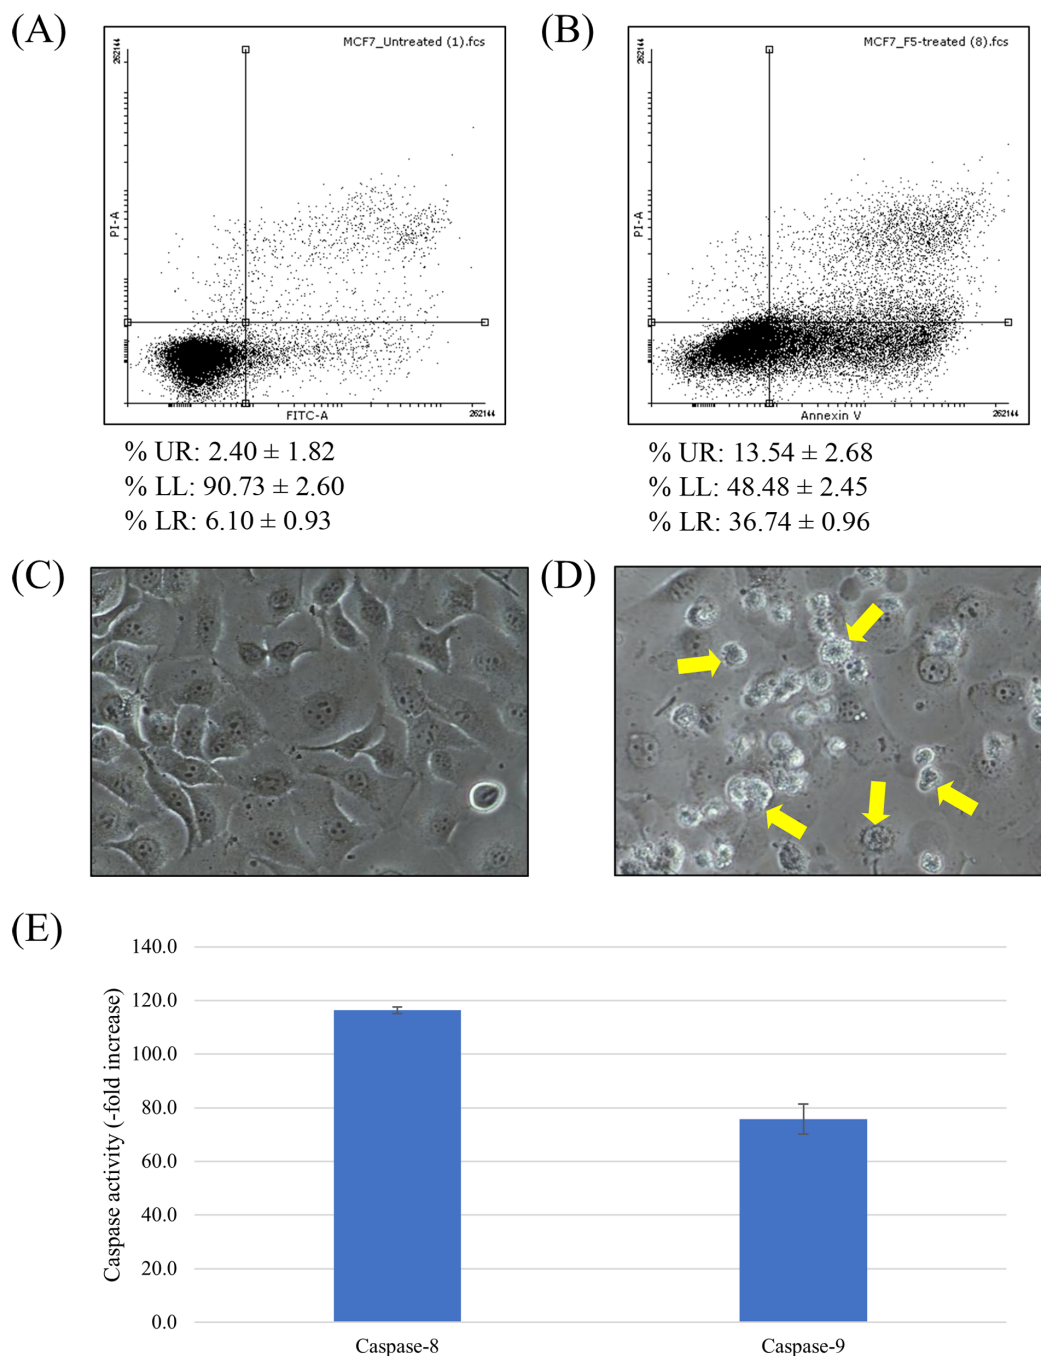 (A)
MCF7_Untreated (1).fcs
262144
PI-A
FITC-A
262144
% UR: 2.40 ± 1.82
% LL: 90.73 ± 2.60
% LR: 6.10 ± 0.93
(B)
MCF7_F5-treated (8).fcs
262144
PI-A
Annexin V
262144
% UR: 13.54 ± 2.68
% LL: 48.48 ± 2.45
% LR: 36.74 ± 0.96
(C)
(D)
(E)
Caspase activity (-fold increase)
140.0
120.0
100.0
80.0
60.0
40.0
20.0
0.0
Caspase-8
Caspase-9